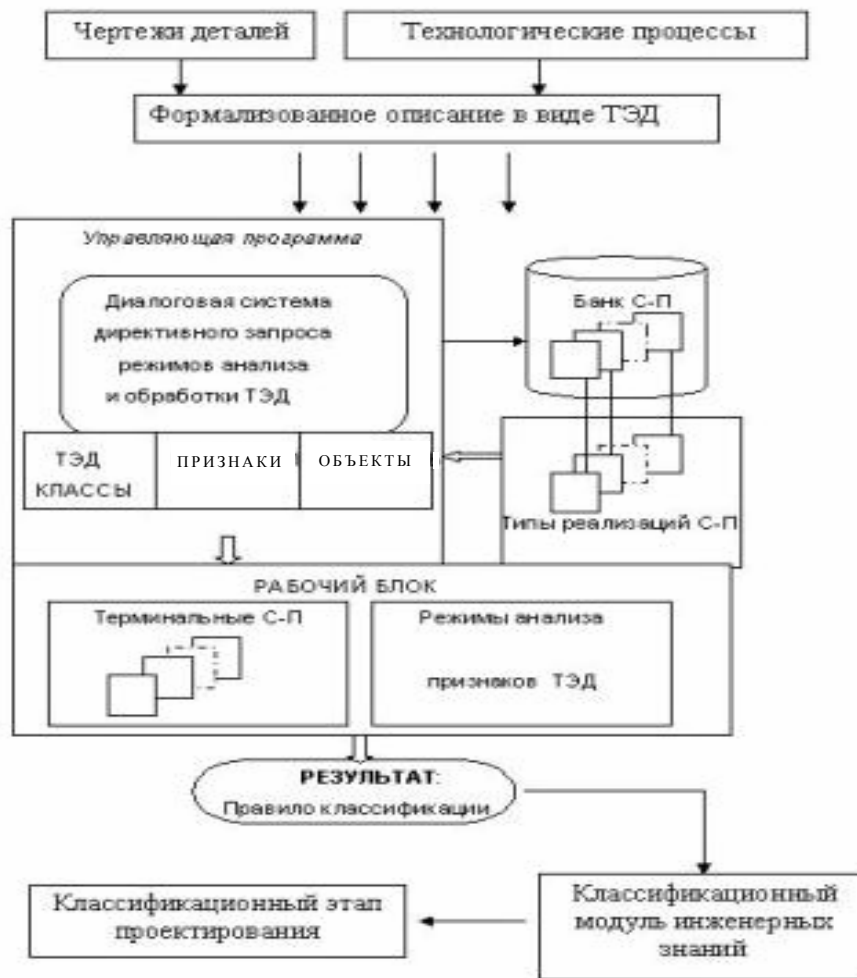 Чертежи деталей
Технологические процессы
Формализованное описание в виде ТЭД
Управляющая программа
Диалоговая система
директивного запроса
режимов анализа
и обработки ТЭД
Банк С-П
ТЭД
КЛАССЫ
ПРИЗНАКИ
ОБЪЕКТЫ
Типы реализаций С-П
РАБОЧИЙ БЛОК
Терминальные С-П
Режимы анализа
признаков ТЭД
РЕЗУЛЬТАТ:
Правило классификации
Классификационный этап
проектирования
Классификационный
модуль инженерных
знаний